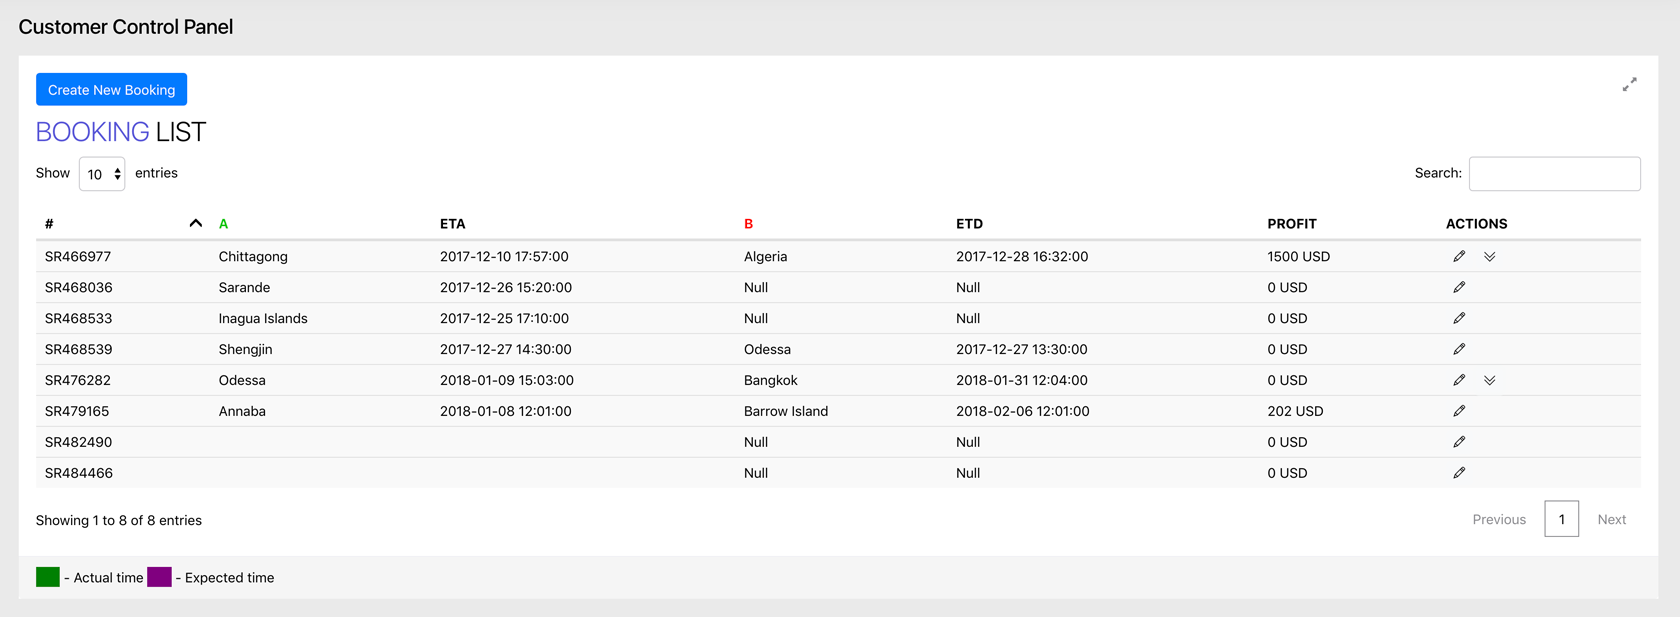 Customer Control Panel
Create New Booking
BOOKING LIST
Show 10 entries Search:
# A ETA B ETD PROFIT ACTIONS
SR466977 Chittagong 2017-12-10 17:57:00 Algeria 2017-12-28 16:32:00 1500 USD
SR468036 Sarande 2017-12-26 15:20:00 Null Null 0 USD
SR468533 Inagua Islands 2017-12-25 17:10:00 Null Null 0 USD
SR468539 Shengjin 2017-12-27 14:30:00 Odessa 2017-12-27 13:30:00 0 USD
SR476282 Odessa 2018-01-09 15:03:00 Bangkok 2018-01-31 12:04:00 0 USD
SR479165 Annaba 2018-01-08 12:01:00 Barrow Island 2018-02-06 12:01:00 202 USD
SR482490 Null Null 0 USD
SR484466 Null Null 0 USD
Showing 1 to 8 of 8 entries Previous 1 Next
- Actual time - Expected time